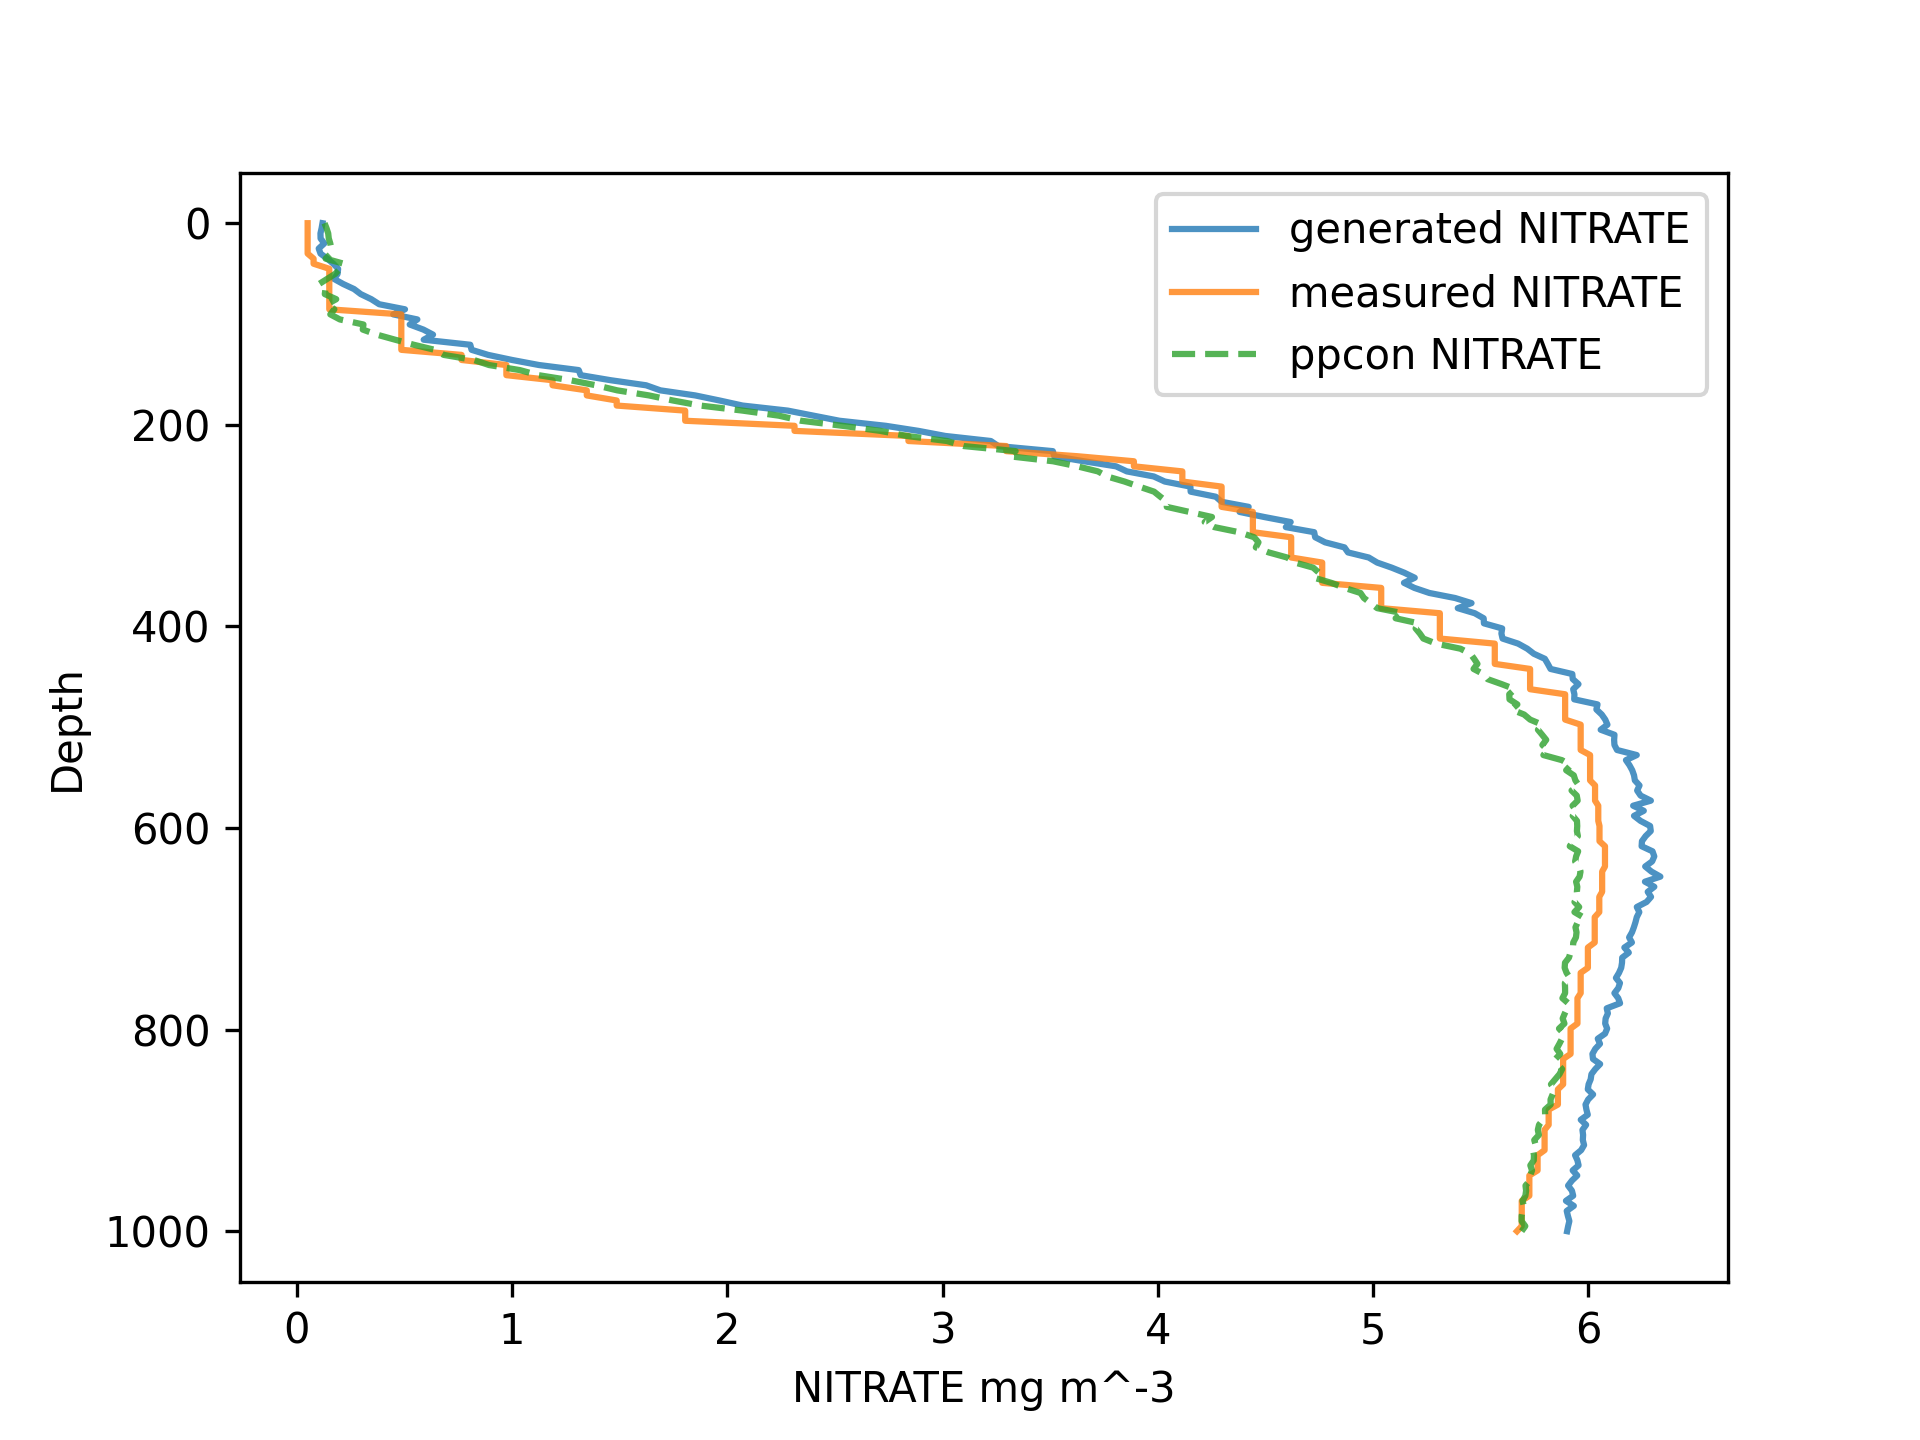 generated NITRATE
measured NITRATE
ppcon NITRATE
0
200
400
600
800
1000
Depth
0 1 2 3 4 5 6
NITRATE mg m^-3